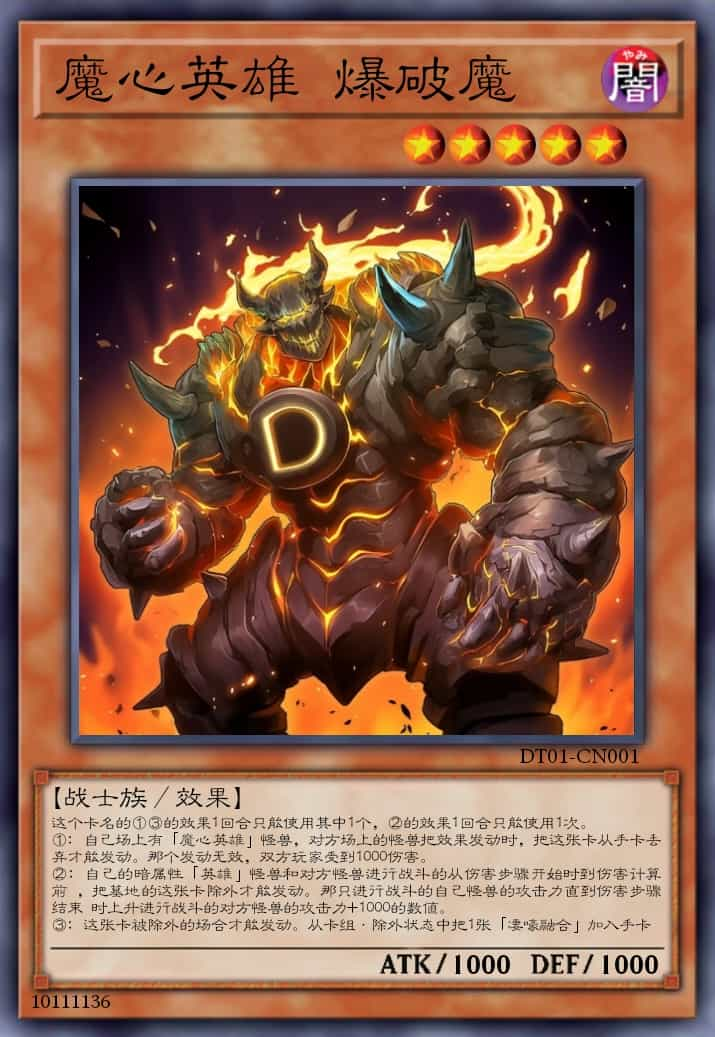 魔心英雄 爆破魔
やみ
闇
D
DT01-CN001
【战士族／效果】
这个卡名的①③的效果1回合只能使用其中1个，②的效果1回合只能使用1次。
①：自己场上有「魔心英雄」怪兽，对方场上的怪兽把效果发动时，把这张卡从手卡丢
弃才能发动。那个发动无效，双方玩家受到1000伤害。
②：自己的暗属性「英雄」怪兽和对方怪兽进行战斗的从伤害步骤开始时到伤害计算
前 ，把基地的这张卡除外才能发动。那只进行战斗的自己怪兽的攻击力直到伤害步骤
结束 时上升进行战斗的对方怪兽的攻击力+1000的数值。
③：这张卡被除外的场合才能发动。从卡组·除外状态中把1张「凄嚎融合」加入手卡
ATK/1000 DEF/1000
10111136